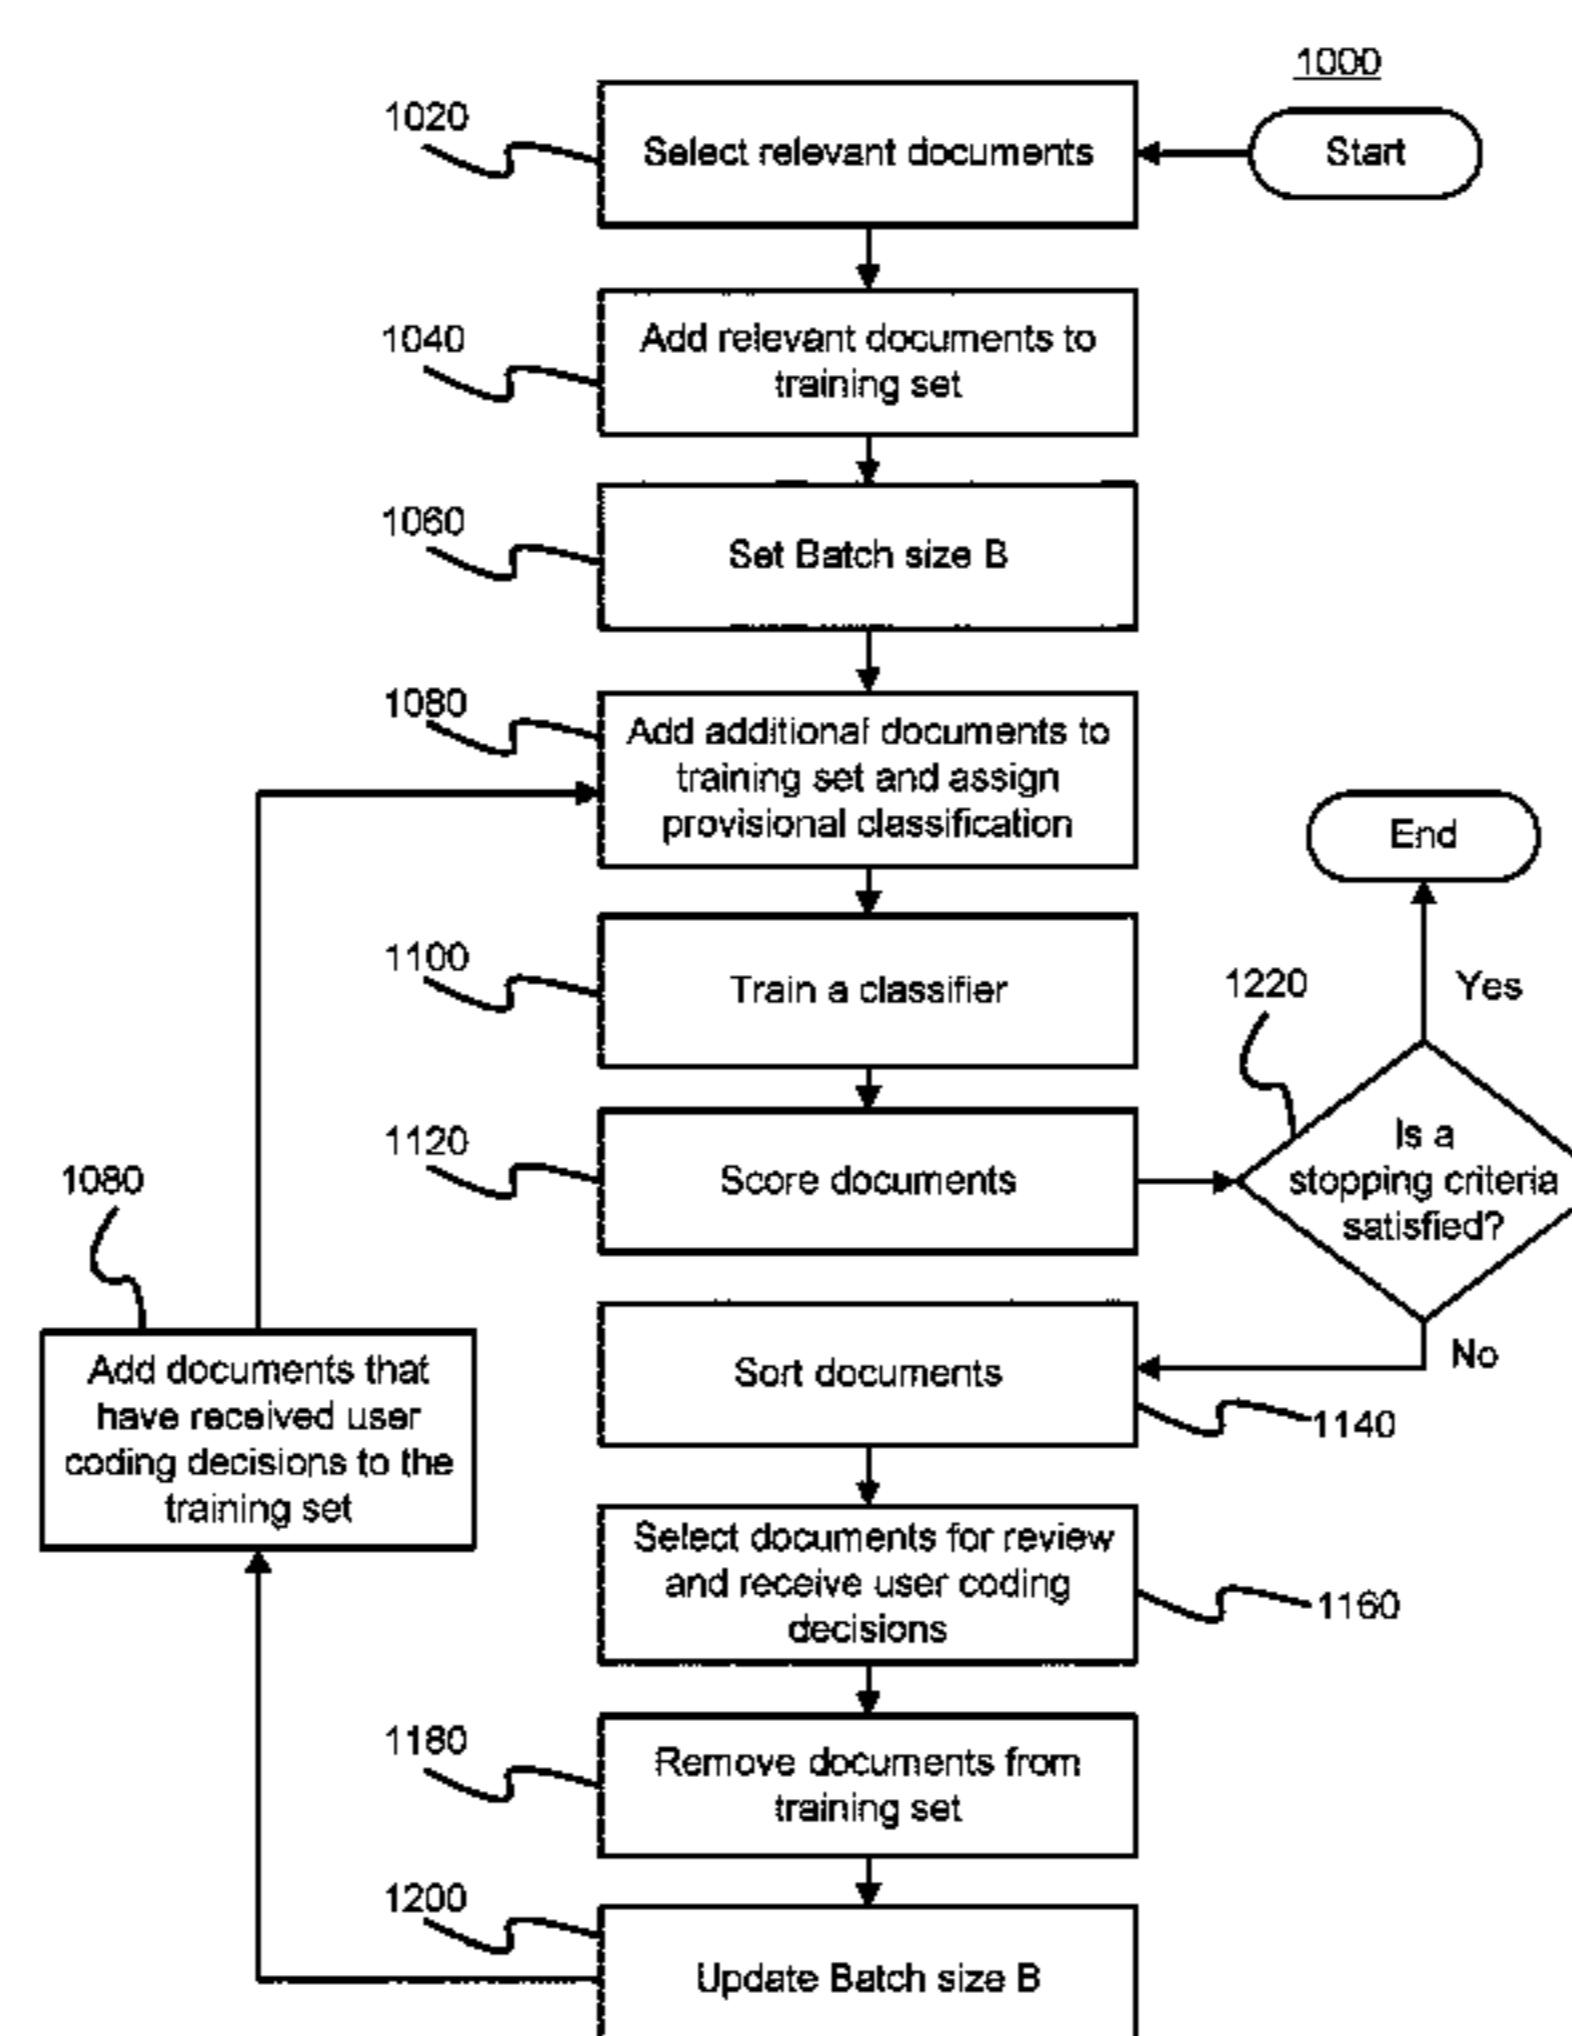 1000
Start
1020
Select relevant documents
1040
Add relevant documents to
training set
1060
Set Batch size B
1080
Add additional documents to
training set and assign
provisional classification
End
1100
Train a classifier
1220
Yes
1120
Score documents
Is a
stopping criteria
satisfied?
1080
Add documents that
have received user
coding decisions to the
training set
Sort documents
No
1140
Select documents for review
and receive user coding
decisions
1160
1180
Remove documents from
training set
1200
Update Batch size B